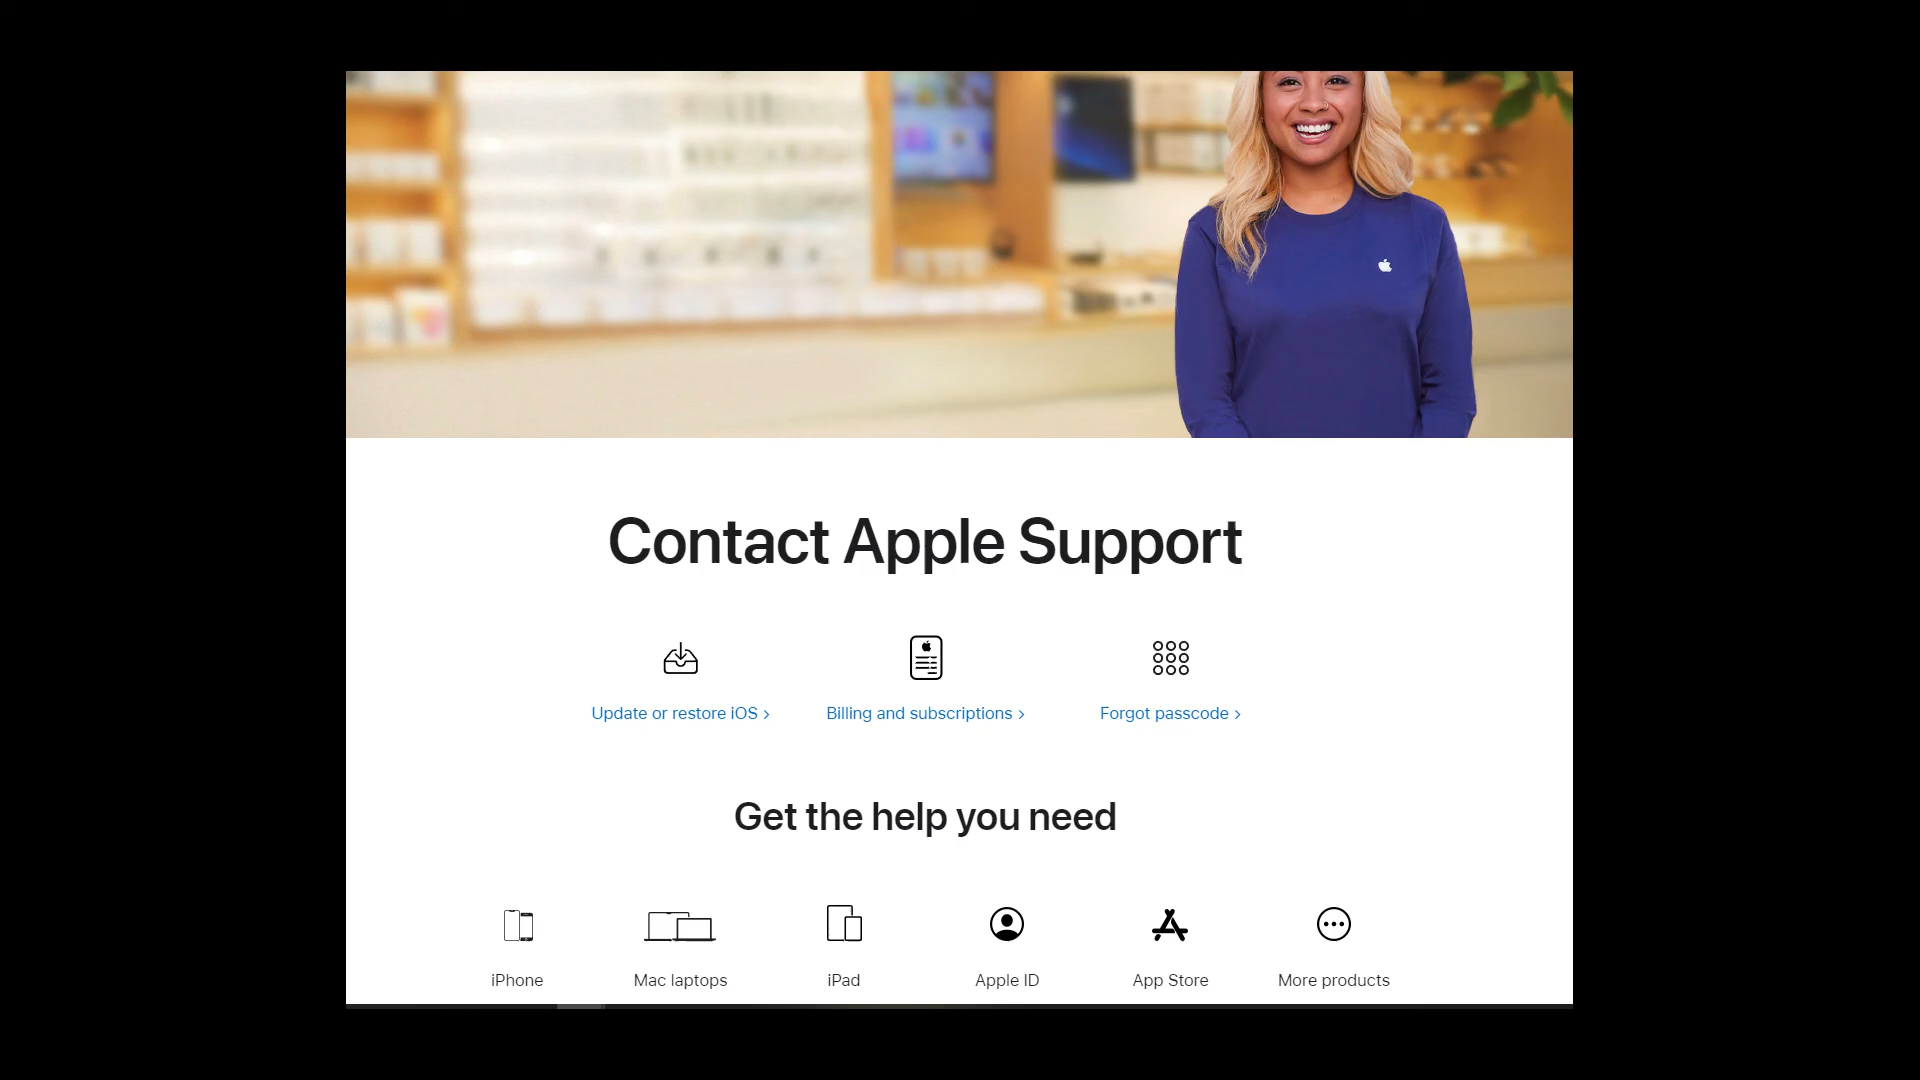 Contact Apple Support
Update or restore iOS >
Billing and subscriptions >
Forgot passcode >
Get the help you need
iPhone
Mac laptops
iPad
Apple ID
App Store
More products